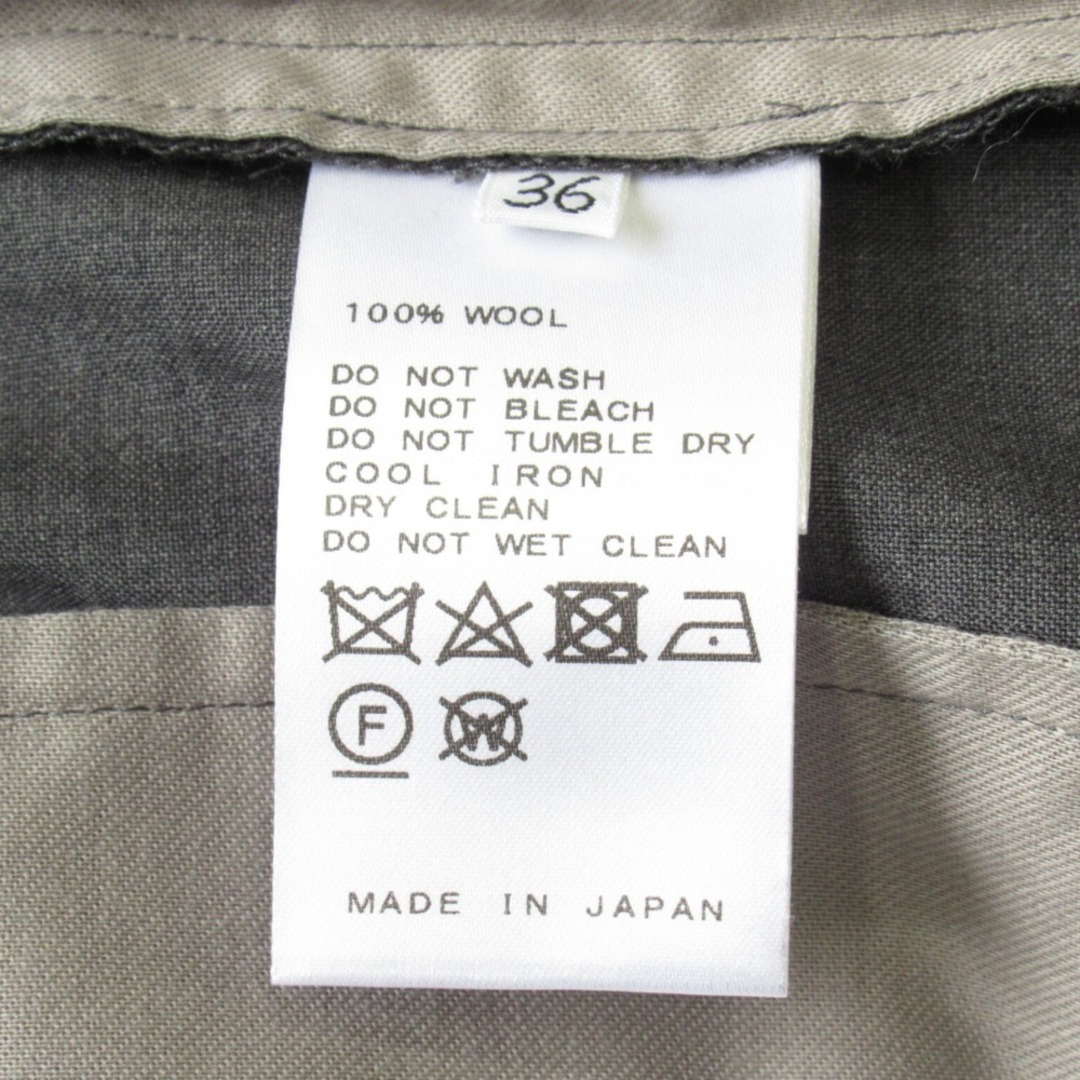 36
100% WOOL
DO NOT WASH
DO NOT BLEACH
DO NOT TUMBLE DRY
COOL IRON
DRY CLEAN
DO NOT WET CLEAN
F W
MADE IN JAPAN